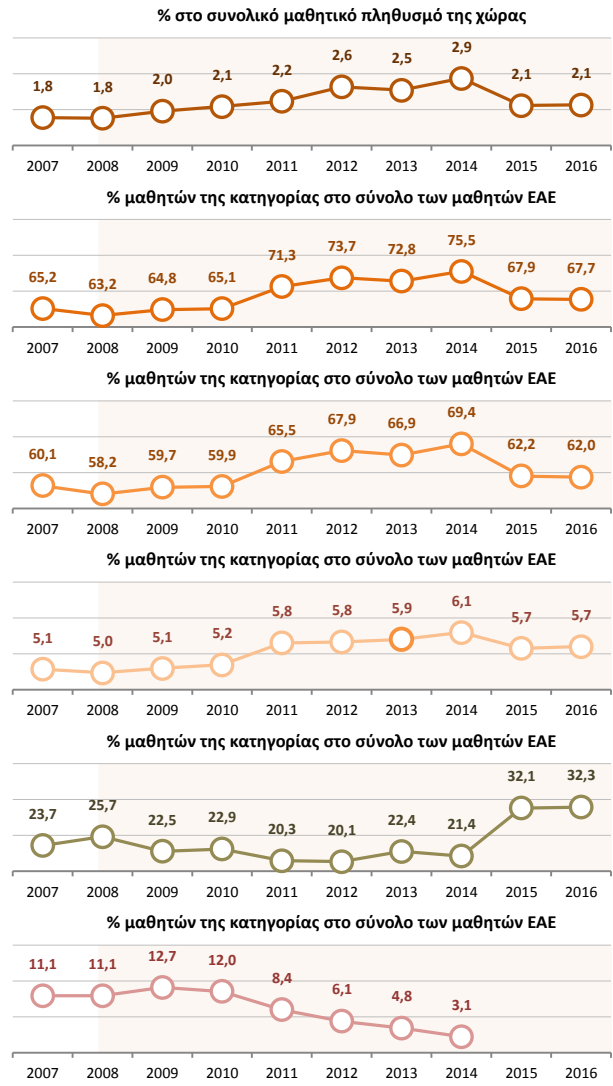 % στο συνολικό μαθητικό πληθυσμό της χώρας
1,8 1,8 2,0 2,1 2,2 2,6 2,5 2,9 2,1 2,1
2007 2008 2009 2010 2011 2012 2013 2014 2015 2016
% μαθητών της κατηγορίας στο σύνολο των μαθητών ΕΑΕ
65,2 63,2 64,8 65,1 71,3 73,7 72,8 75,5 67,9 67,7
2007 2008 2009 2010 2011 2012 2013 2014 2015 2016
% μαθητών της κατηγορίας στο σύνολο των μαθητών ΕΑΕ
60,1 58,2 59,7 59,9 65,5 67,9 66,9 69,4 62,2 62,0
2007 2008 2009 2010 2011 2012 2013 2014 2015 2016
% μαθητών της κατηγορίας στο σύνολο των μαθητών ΕΑΕ
5,1 5,0 5,1 5,2 5,8 5,8 5,9 6,1 5,7 5,7
2007 2008 2009 2010 2011 2012 2013 2014 2015 2016
% μαθητών της κατηγορίας στο σύνολο των μαθητών ΕΑΕ
23,7 25,7 22,5 22,9 20,3 20,1 22,4 21,4 32,1 32,3
2007 2008 2009 2010 2011 2012 2013 2014 2015 2016
% μαθητών της κατηγορίας στο σύνολο των μαθητών ΕΑΕ
11,1 11,1 12,7 12,0 8,4 6,1 4,8 3,1
2007 2008 2009 2010 2011 2012 2013 2014 2015 2016